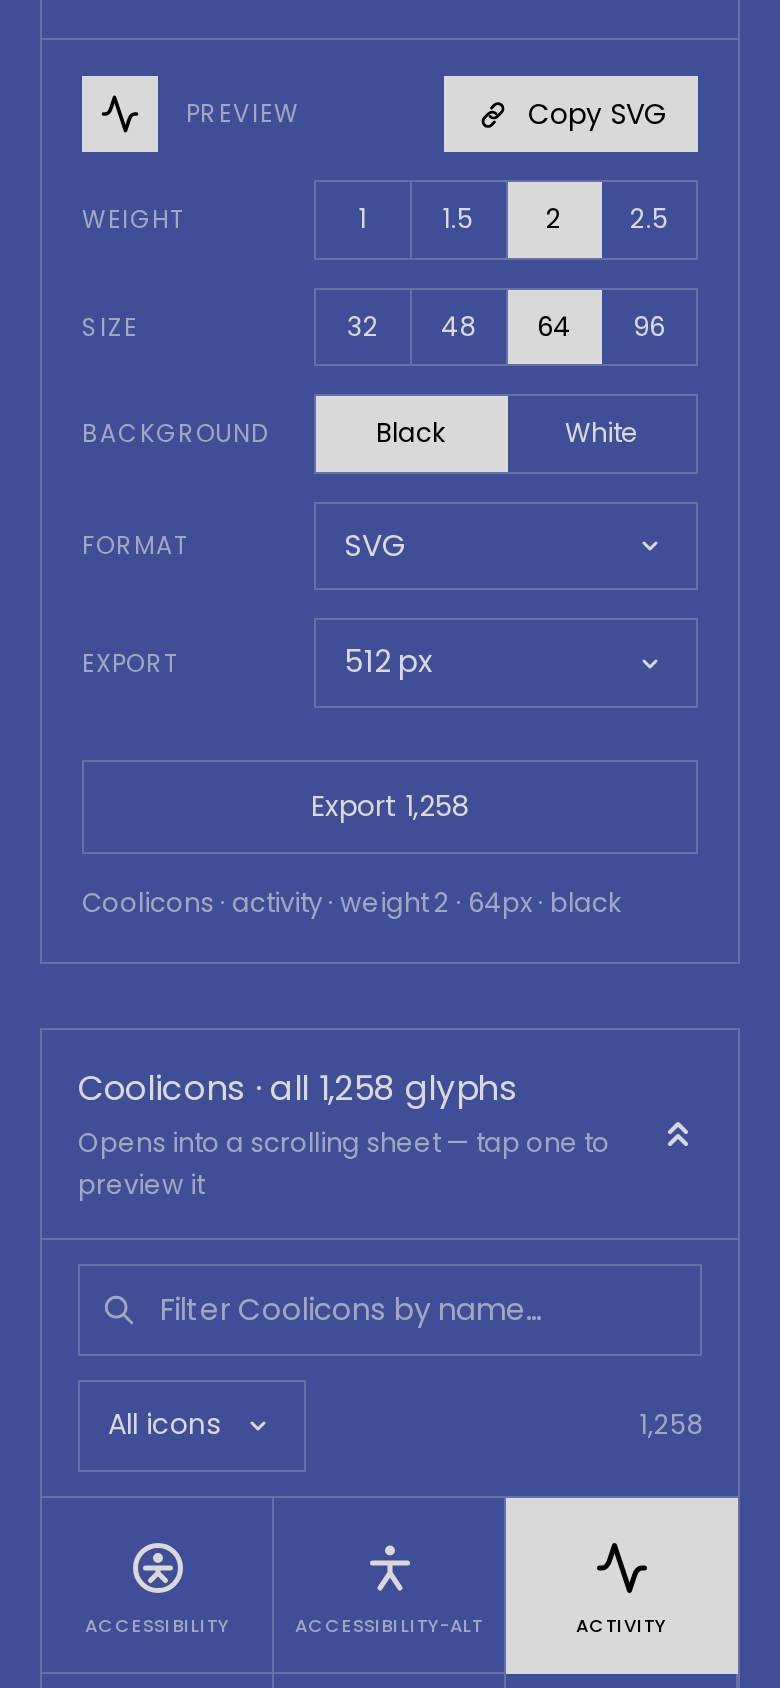 PREVIEW
Copy SVG
WEIGHT
1
1.5
2
2.5
SIZE
32
48
64
96
BACKGROUND
Black
White
FORMAT
SVG
EXPORT
512 px
Export 1,258
Coolicons · activity · weight 2 · 64px · black
Coolicons · all 1,258 glyphs
Opens into a scrolling sheet — tap one to
preview it
Filter Coolicons by name…
All icons
1,258
ACCESSIBILITY
ACCESSIBILITY-ALT
ACTIVITY